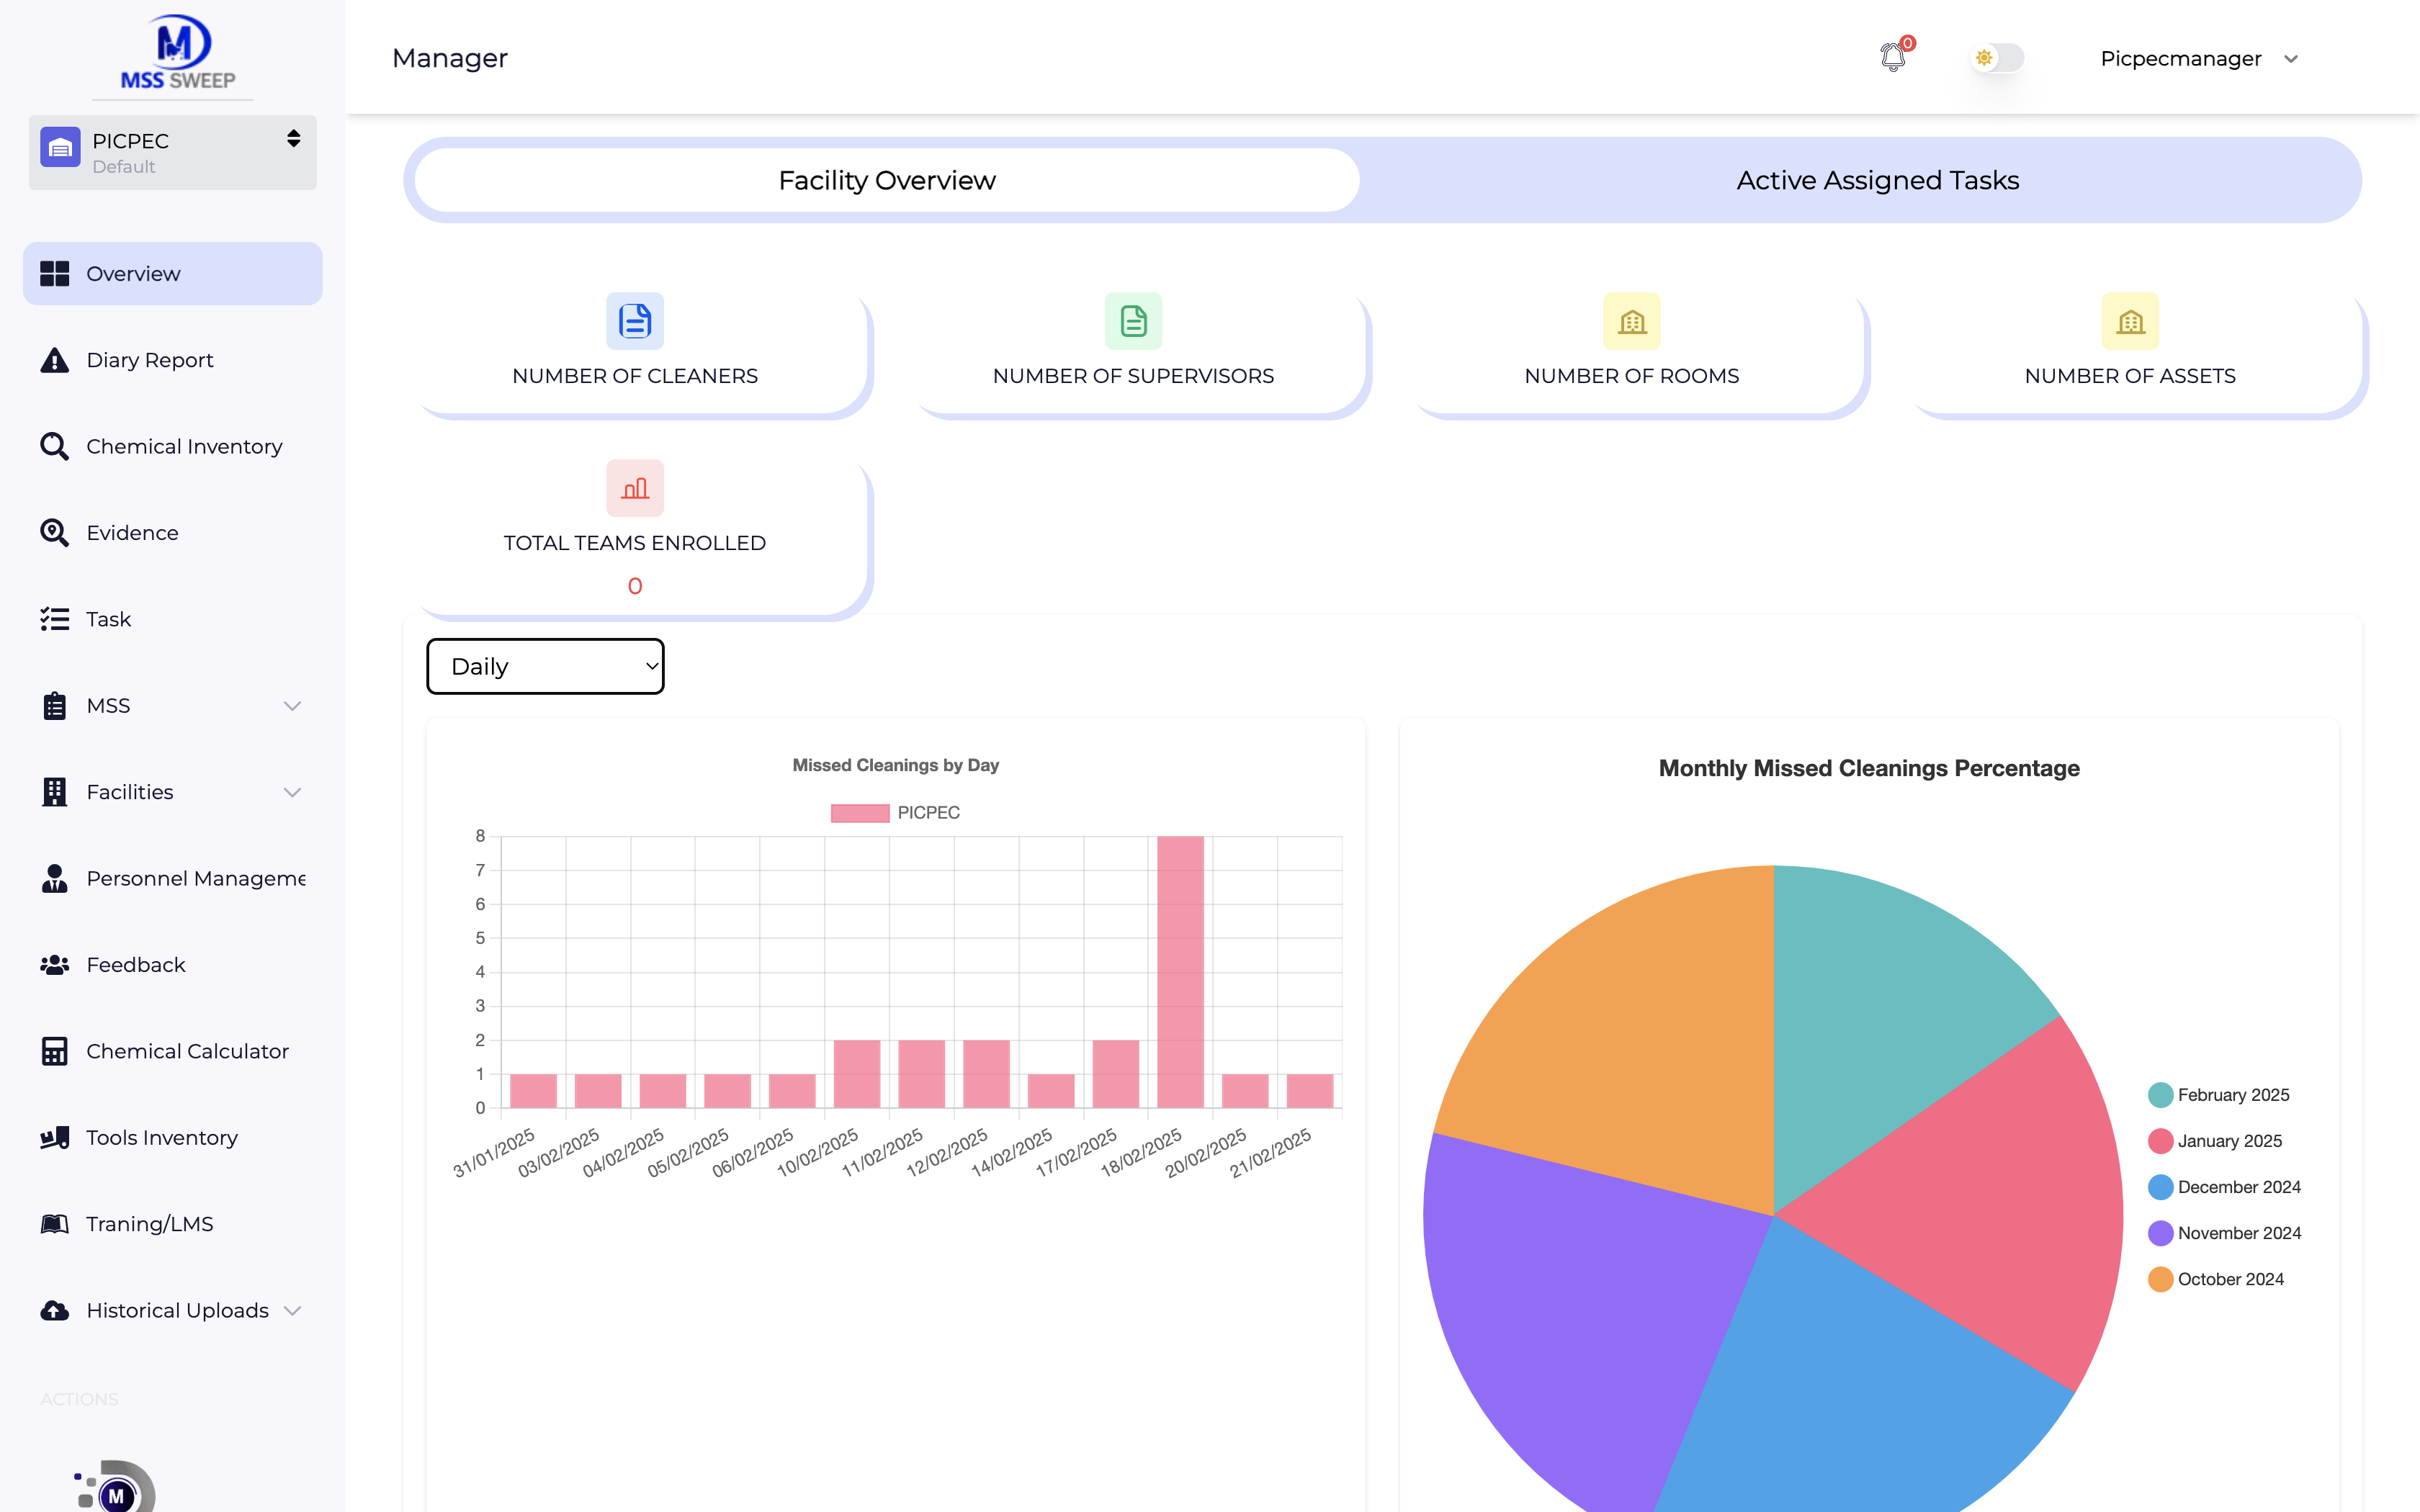 MSS SWEEP
PICPEC
Default
Overview
Diary Report
Chemical Inventory
Evidence
Task
MSS
Facilities
Personnel Manageme
Feedback
Chemical Calculator
Tools Inventory
Traning/LMS
Historical Uploads
ACTIONS
M
Manager
0
Picpecmanager
Facility Overview
Active Assigned Tasks
NUMBER OF CLEANERS
NUMBER OF SUPERVISORS
NUMBER OF ROOMS
NUMBER OF ASSETS
TOTAL TEAMS ENROLLED
0
Daily
Missed Cleanings by Day
PICPEC
8
7
6
5
4
3
2
1
0
31/01/2025
03/02/2025
04/02/2025
05/02/2025
06/02/2025
10/02/2025
11/02/2025
12/02/2025
14/02/2025
17/02/2025
18/02/2025
20/02/2025
21/02/2025
Monthly Missed Cleanings Percentage
February 2025
January 2025
December 2024
November 2024
October 2024